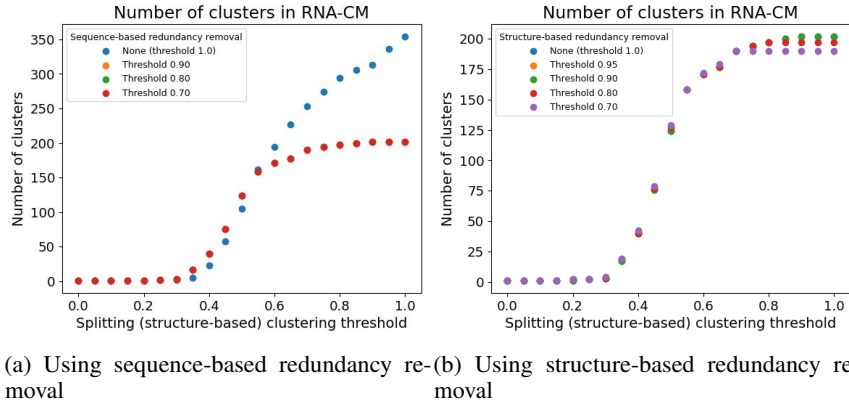 Number of clusters in RNA-CM
Sequence-based redundancy removal
None (threshold 1.0)
Threshold 0.90
Threshold 0.80
Threshold 0.70
350
300
250
200
150
100
50
0
Number of clusters
0.0 0.2 0.4 0.6 0.8 1.0
Splitting (structure-based) clustering threshold
(a) Using sequence-based redundancy re-
moval
Number of clusters in RNA-CM
Structure-based redundancy removal
None (threshold 1.0)
Threshold 0.95
Threshold 0.90
Threshold 0.80
Threshold 0.70
200
175
150
125
100
75
50
25
0
Number of clusters
0.0 0.2 0.4 0.6 0.8 1.0
Splitting (structure-based) clustering threshold
(b) Using structure-based redundancy re
moval